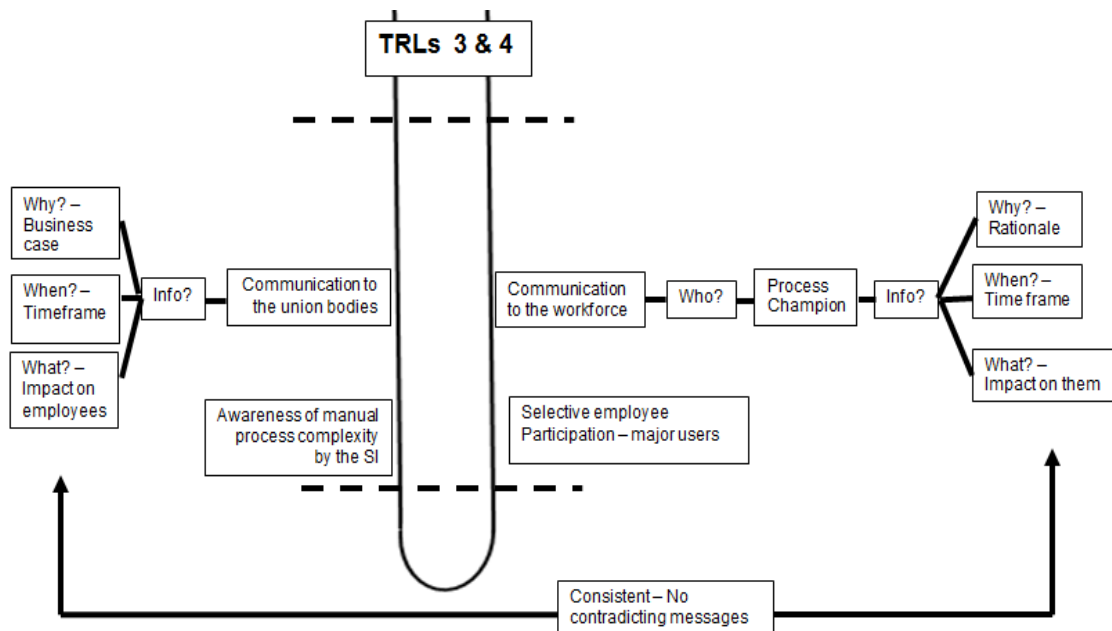 TRLs 3 & 4
Why? –
Business
case
When? –
Timeframe
What? –
Impact on
employees
Info?
Communication to
the union bodies
Communication
to the workforce
Who?
Process
Champion
Info?
Why? –
Rationale
When? –
Time frame
What? –
Impact on them
Awareness of manual
process complexity
by the SI
Selective employee
Participation – major users
Consistent – No
contradicting messages